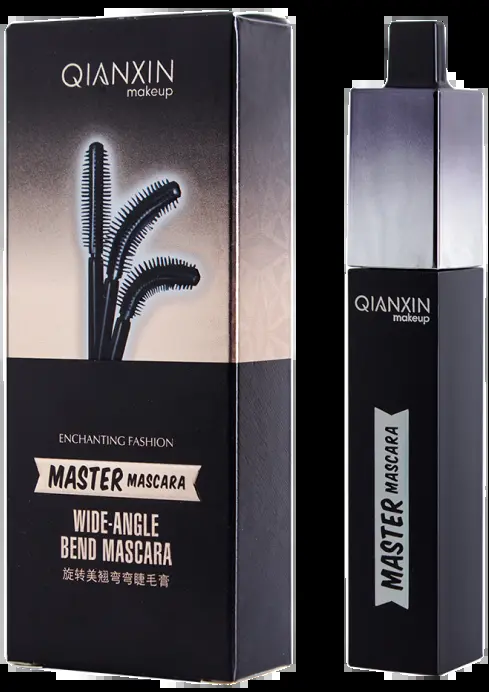 QIANXIN
makeup
ENCHANTING FASHION
MASTER MASCARA
WIDE-ANGLE
BEND MASCARA
旋转美翘弯弯睫毛膏
QIANXIN
makeup
MASTER MASCARA